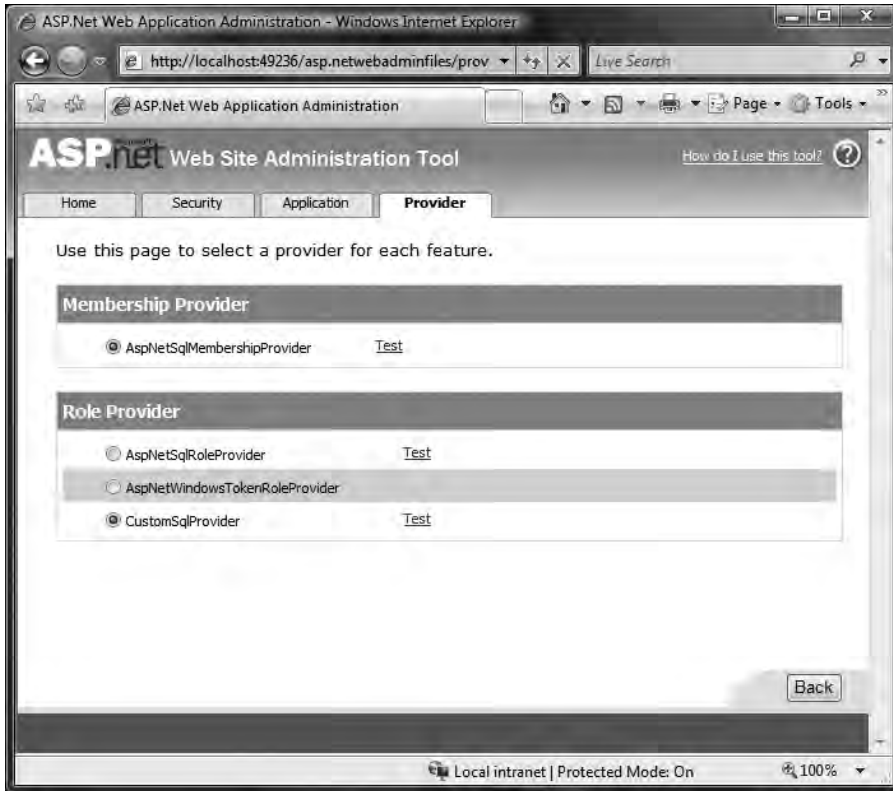 ASP.Net Web Application Administration - Windows Internet Explorer
http://localhost:49236/asp.netwebadminfiles/prov
Live Search
ASP.Net Web Application Administration
Page
Tools
ASP.net Web Site Administration Tool
How do I use this tool? ?
Home Security Application Provider
Use this page to select a provider for each feature.
Membership Provider
AspNetSqlMembershipProvider Test
Role Provider
AspNetSqlRoleProvider Test
AspNetWindowsTokenRoleProvider
CustomSqlProvider Test
Back
Local intranet | Protected Mode: On 100%